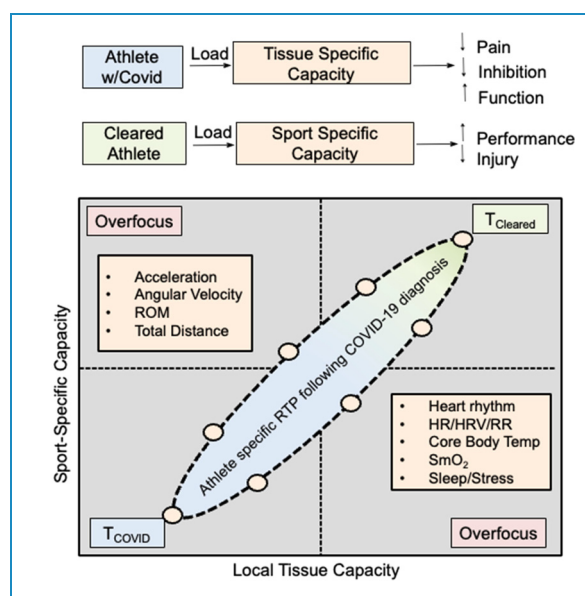 Athlete
w/Covid
Load
Tissue Specific
Capacity
Pain
Inhibition
Function
Cleared
Athlete
Load
Sport Specific
Capacity
Performance
Injury
Overfocus
T Cleared
• Acceleration
• Angular Velocity
• ROM
• Total Distance
Athlete specific RTP following COVID-19 diagnosis
• Heart rhythm
• HR/HRV/RR
• Core Body Temp
• SmO2
• Sleep/Stress
T COVID
Overfocus
Sport-Specific Capacity
Local Tissue Capacity